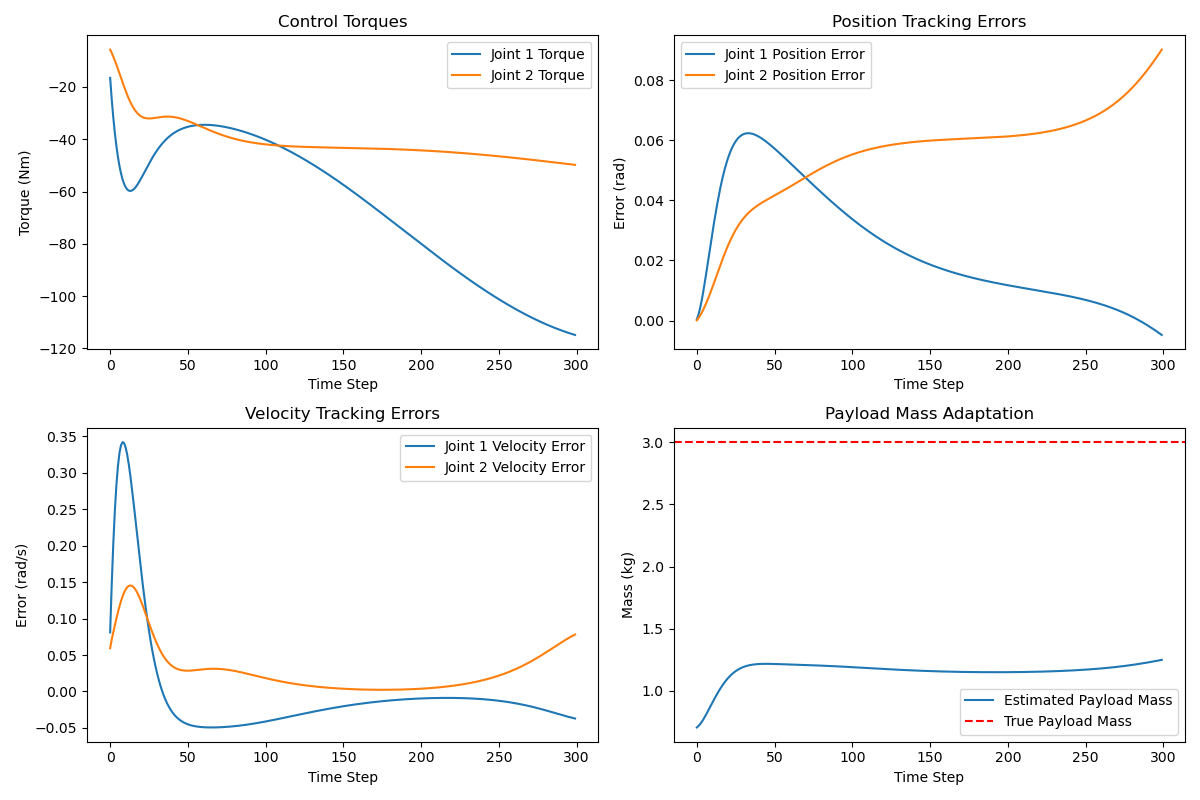 Control Torques
Joint 1 Torque
Joint 2 Torque
Torque (Nm)
−20
−40
−60
−80
−100
−120
0 50 100 150 200 250 300
Time Step
Position Tracking Errors
Joint 1 Position Error
Joint 2 Position Error
Error (rad)
0.08
0.06
0.04
0.02
0.00
0 50 100 150 200 250 300
Time Step
Velocity Tracking Errors
Joint 1 Velocity Error
Joint 2 Velocity Error
Error (rad/s)
0.35
0.30
0.25
0.20
0.15
0.10
0.05
0.00
−0.05
0 50 100 150 200 250 300
Time Step
Payload Mass Adaptation
Mass (kg)
3.0
2.5
2.0
1.5
1.0
Estimated Payload Mass
True Payload Mass
0 50 100 150 200 250 300
Time Step